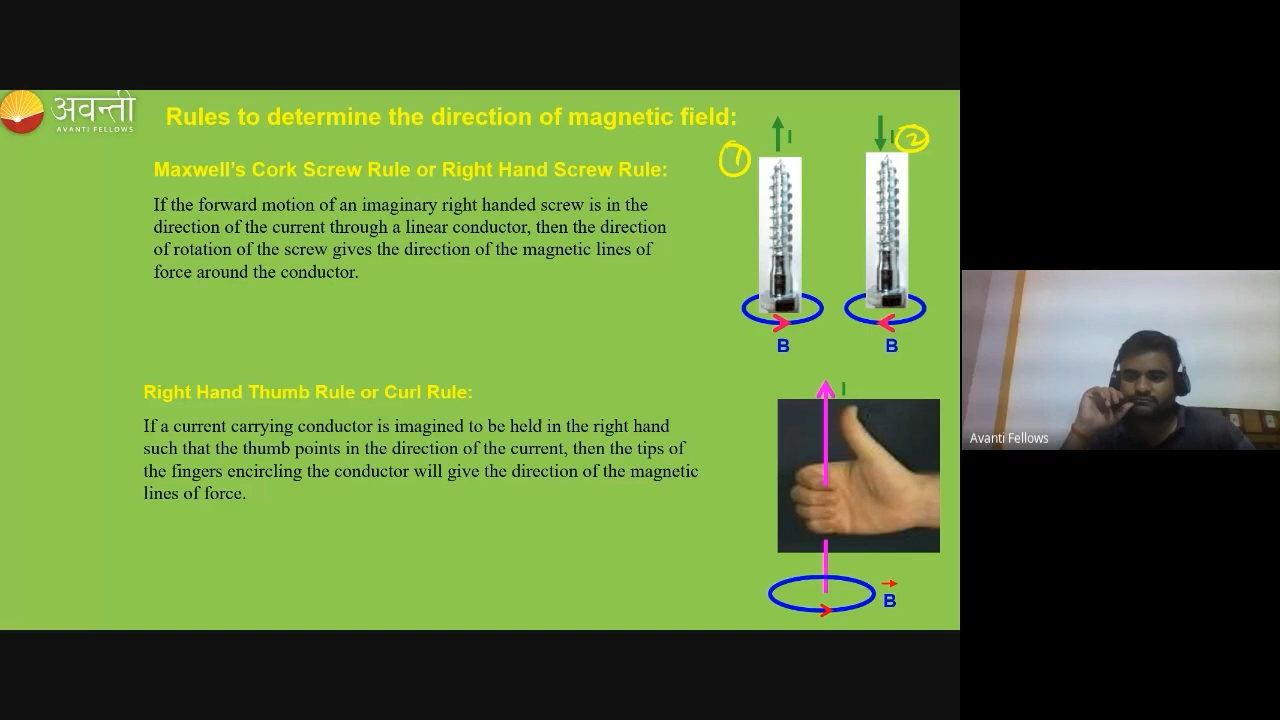 अवन्ती
AVANTI FELLOWS
Rules to determine the direction of magnetic field:
Maxwell's Cork Screw Rule or Right Hand Screw Rule:
If the forward motion of an imaginary right handed screw is in the
direction of the current through a linear conductor, then the direction
of rotation of the screw gives the direction of the magnetic lines of
force around the conductor.
1
I
I
2
B
B
Right Hand Thumb Rule or Curl Rule:
If a current carrying conductor is imagined to be held in the right hand
such that the thumb points in the direction of the current, then the tips of
the fingers encircling the conductor will give the direction of the magnetic
lines of force.
I
B
Avanti Fellows